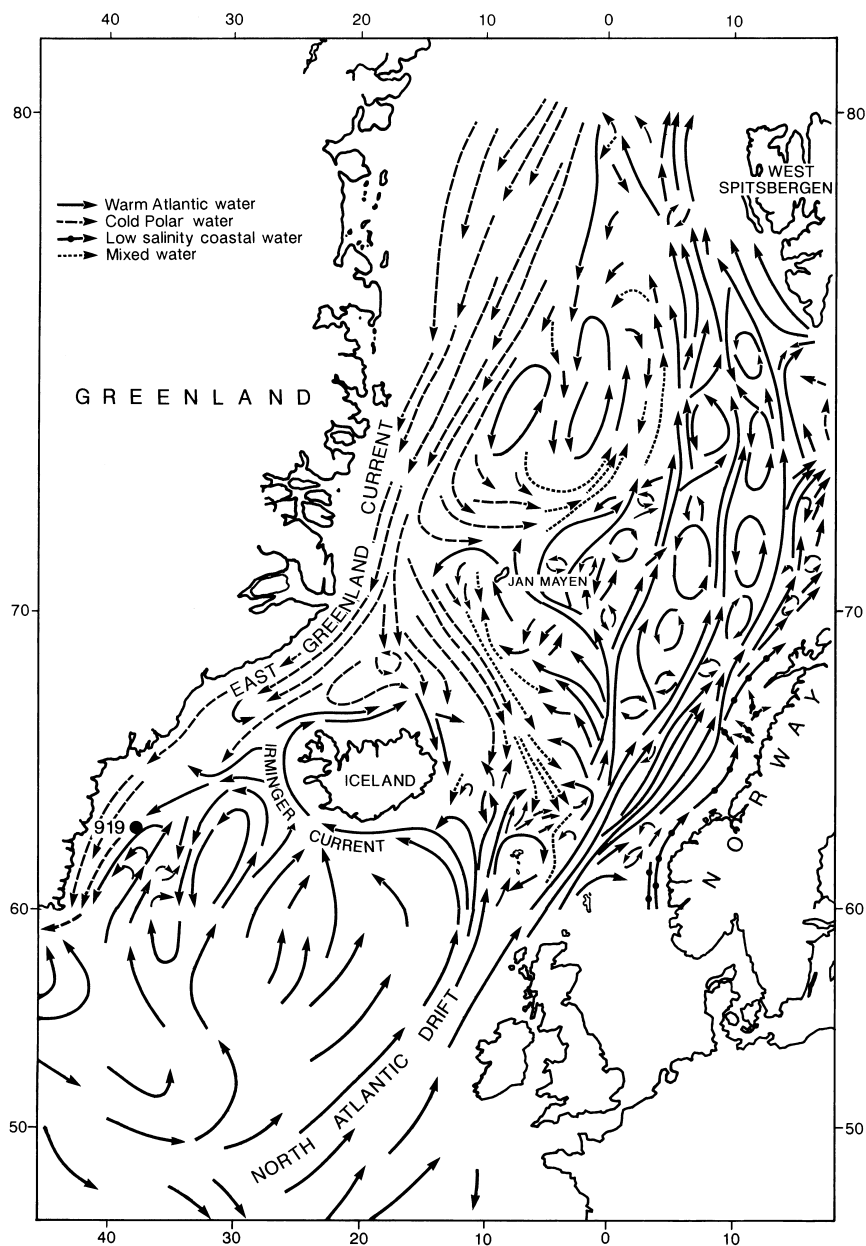 40 30 20 10 0 10
80 80
WEST
SPITSBERGEN
Warm Atlantic water
Cold Polar water
Low salinity coastal water
Mixed water
GREENLAND
EAST GREENLAND CURRENT
JAN MAYEN
70 70
IRMINGER CURRENT
ICELAND
NORWAY
919
60 60
NORTH ATLANTIC DRIFT
50 50
40 30 20 10 0 10